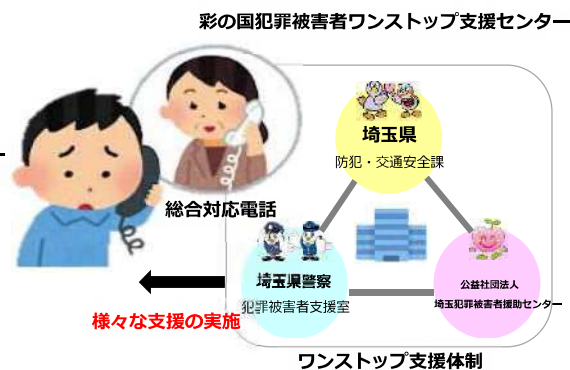 彩の国犯罪被害者ワンストップ支援センター
埼玉県
防犯・交通安全課
総合対応電話
埼玉県警察
犯罪被害者支援室
公益社団法人
埼玉犯罪被害者援助センター
様々な支援の実施
ワンストップ支援体制